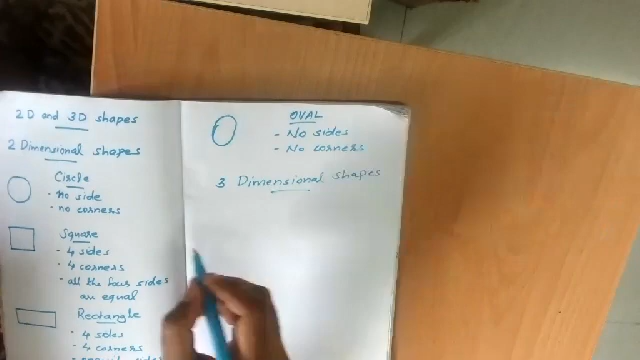 2D and 3D shapes
2 Dimensional shapes
Circle
- no side
- no corners
Square
- 4 sides
- 4 corners
- all the four sides
are equal
Rectangle
- 4 sides
- 4 corners
OVAL
- No sides
- No corners
3 Dimensional shapes